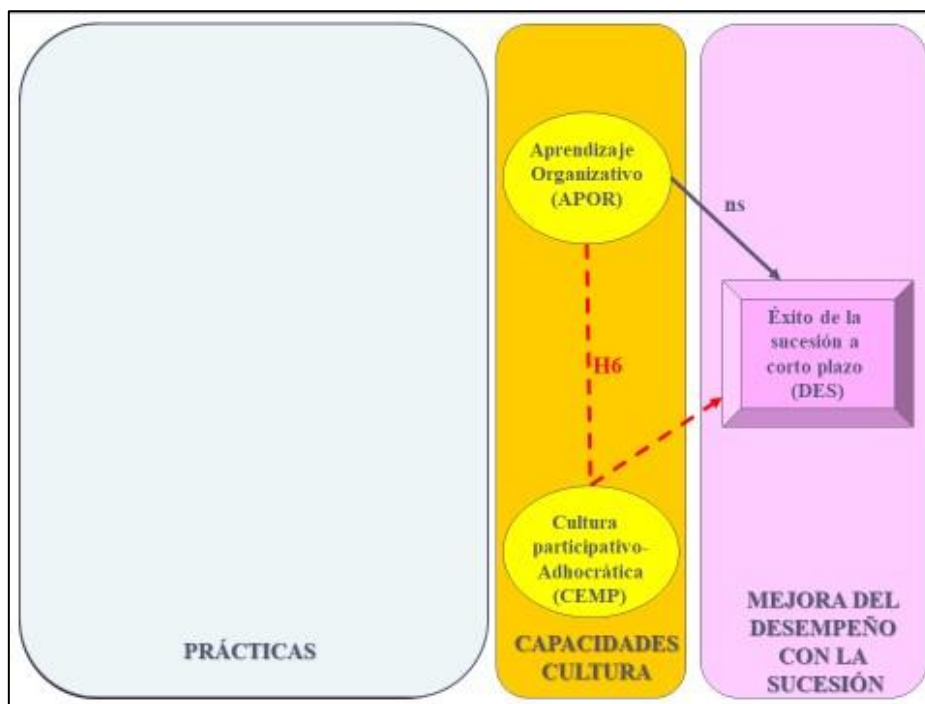 Aprendizaje
Organizativo
(APOR)
ns
Éxito de la
sucesión a
corto plazo
(DES)
H6
Cultura
participativo-
Adhocrática
(CEMP)
PRÁCTICAS
CAPACIDADES
CULTURA
MEJORA DEL
DESEMPEÑO
CON LA
SUCESIÓN